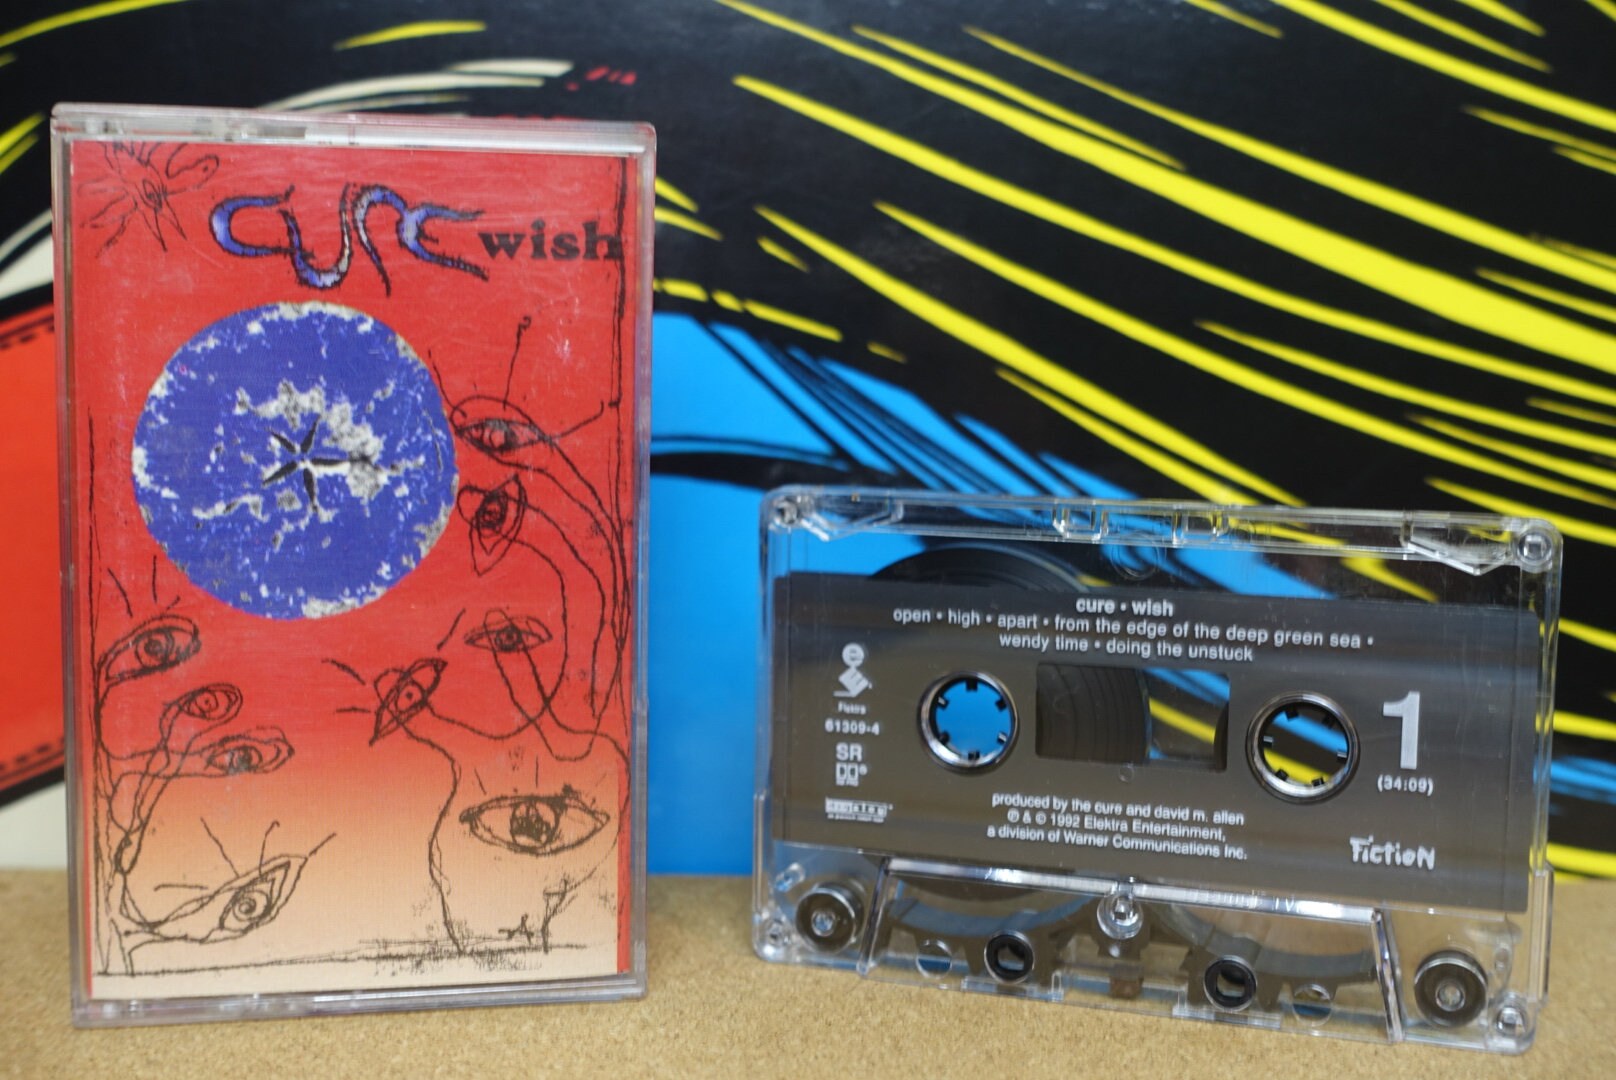 CURE wish
cure • wish
open • high • apart • from the edge of the deep green sea •
wendy time • doing the unstuck
Elektra
61309-4
SR
1
(34:09)
produced by the cure and david m. allen
℗ & © 1992 Elektra Entertainment,
a division of Warner Communications Inc.
Fiction